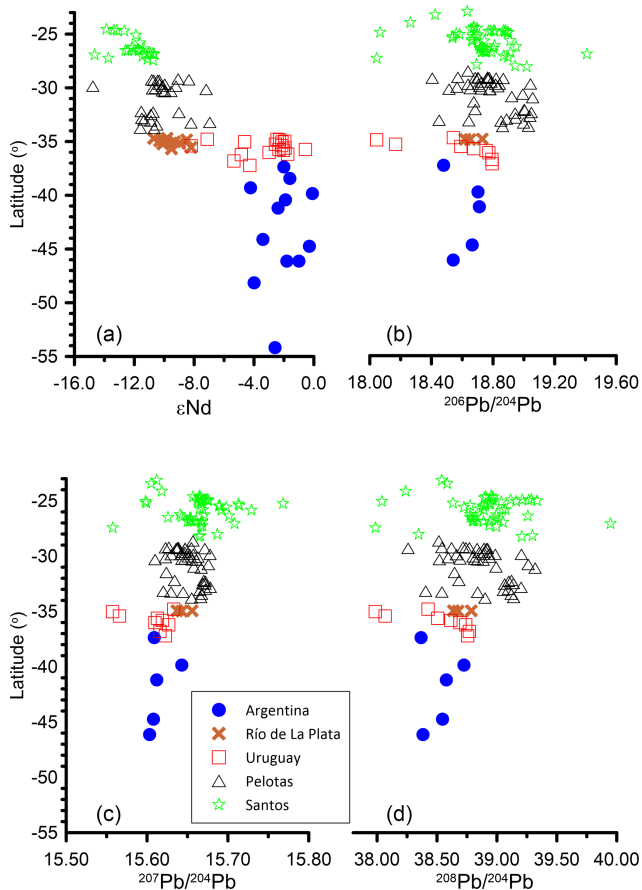 -20
-25
-30
-35
-40
-45
-50
-55
Latitude (º)
(a)
-16.0 -12.0 -8.0 -4.0 0.0
εNd
(b)
18.00 18.40 18.80 19.20 19.60
²⁰⁶Pb/²⁰⁴Pb
-20
-25
-30
-35
-40
-45
-50
-55
Latitude (º)
Argentina
Río de La Plata
Uruguay
Pelotas
Santos
(c)
15.50 15.60 15.70 15.80
²⁰⁷Pb/²⁰⁴Pb
(d)
38.00 38.50 39.00 39.50 40.00
²⁰⁸Pb/²⁰⁴Pb